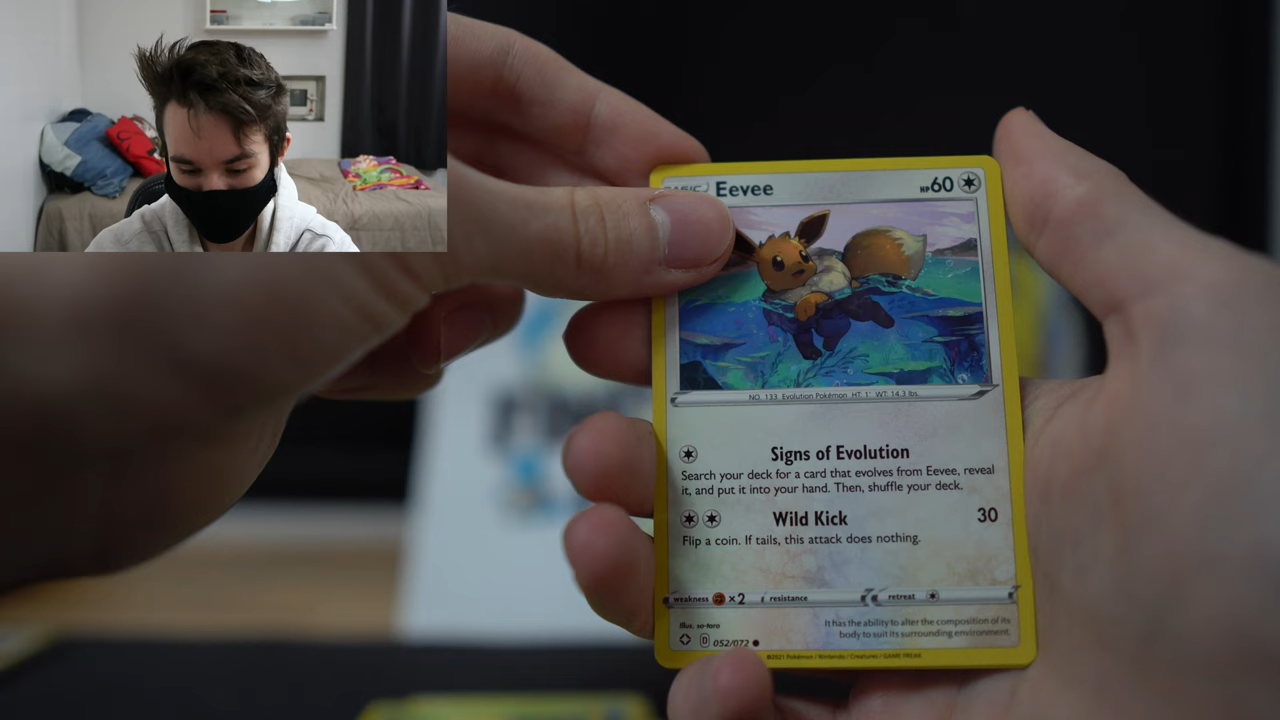 BASIC Eevee HP 60
NO. 133 Evolution Pokémon HT. 1' WT. 14.3 lbs.
Signs of Evolution
Search your deck for a card that evolves from Eevee, reveal
it, and put it into your hand. Then, shuffle your deck.
Wild Kick 30
Flip a coin. If tails, this attack does nothing.
weakness ×2 resistance retreat
Illus. so-taro
It has the ability to alter the composition of its
body to suit its surrounding environment.
D 052/072
©2021 Pokémon / Nintendo / Creatures / GAME FREAK